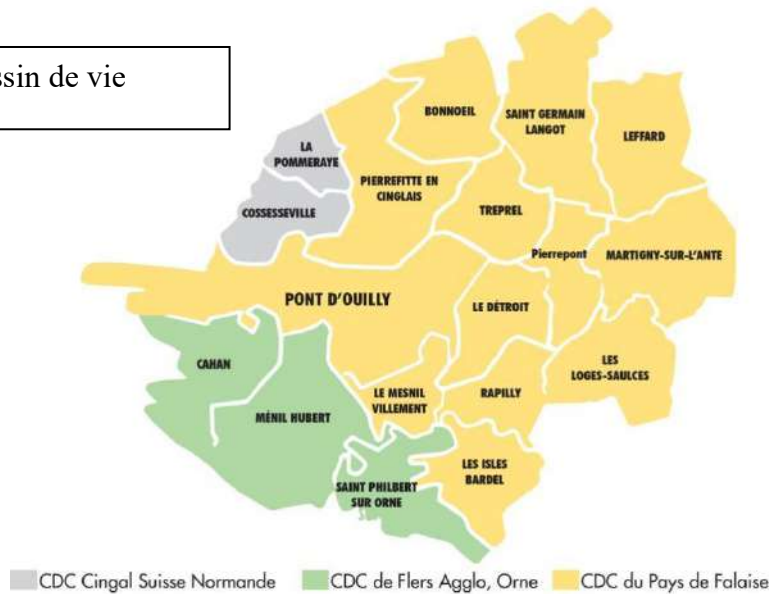 ssin de vie
BONNOEIL
SAINT GERMAIN
LANGOT
LEFFARD
LA
POMMERAYE
PIERREFITTE EN
CINGLAIS
COSSESSEVILLE
TREPREL
Pierrepont
MARTIGNY-SUR-L'ANTE
PONT D'OUILLY
LE DÉTROIT
CAHAN
LES
LOGES-SAULCES
LE MESNIL
VILLEMENT
RAPILLY
MÉNIL HUBERT
LES ISLES
BARDEL
SAINT PHILBERT
SUR ORNE
CDC Cingal Suisse Normande
CDC de Flers Agglo, Orne
CDC du Pays de Falaise